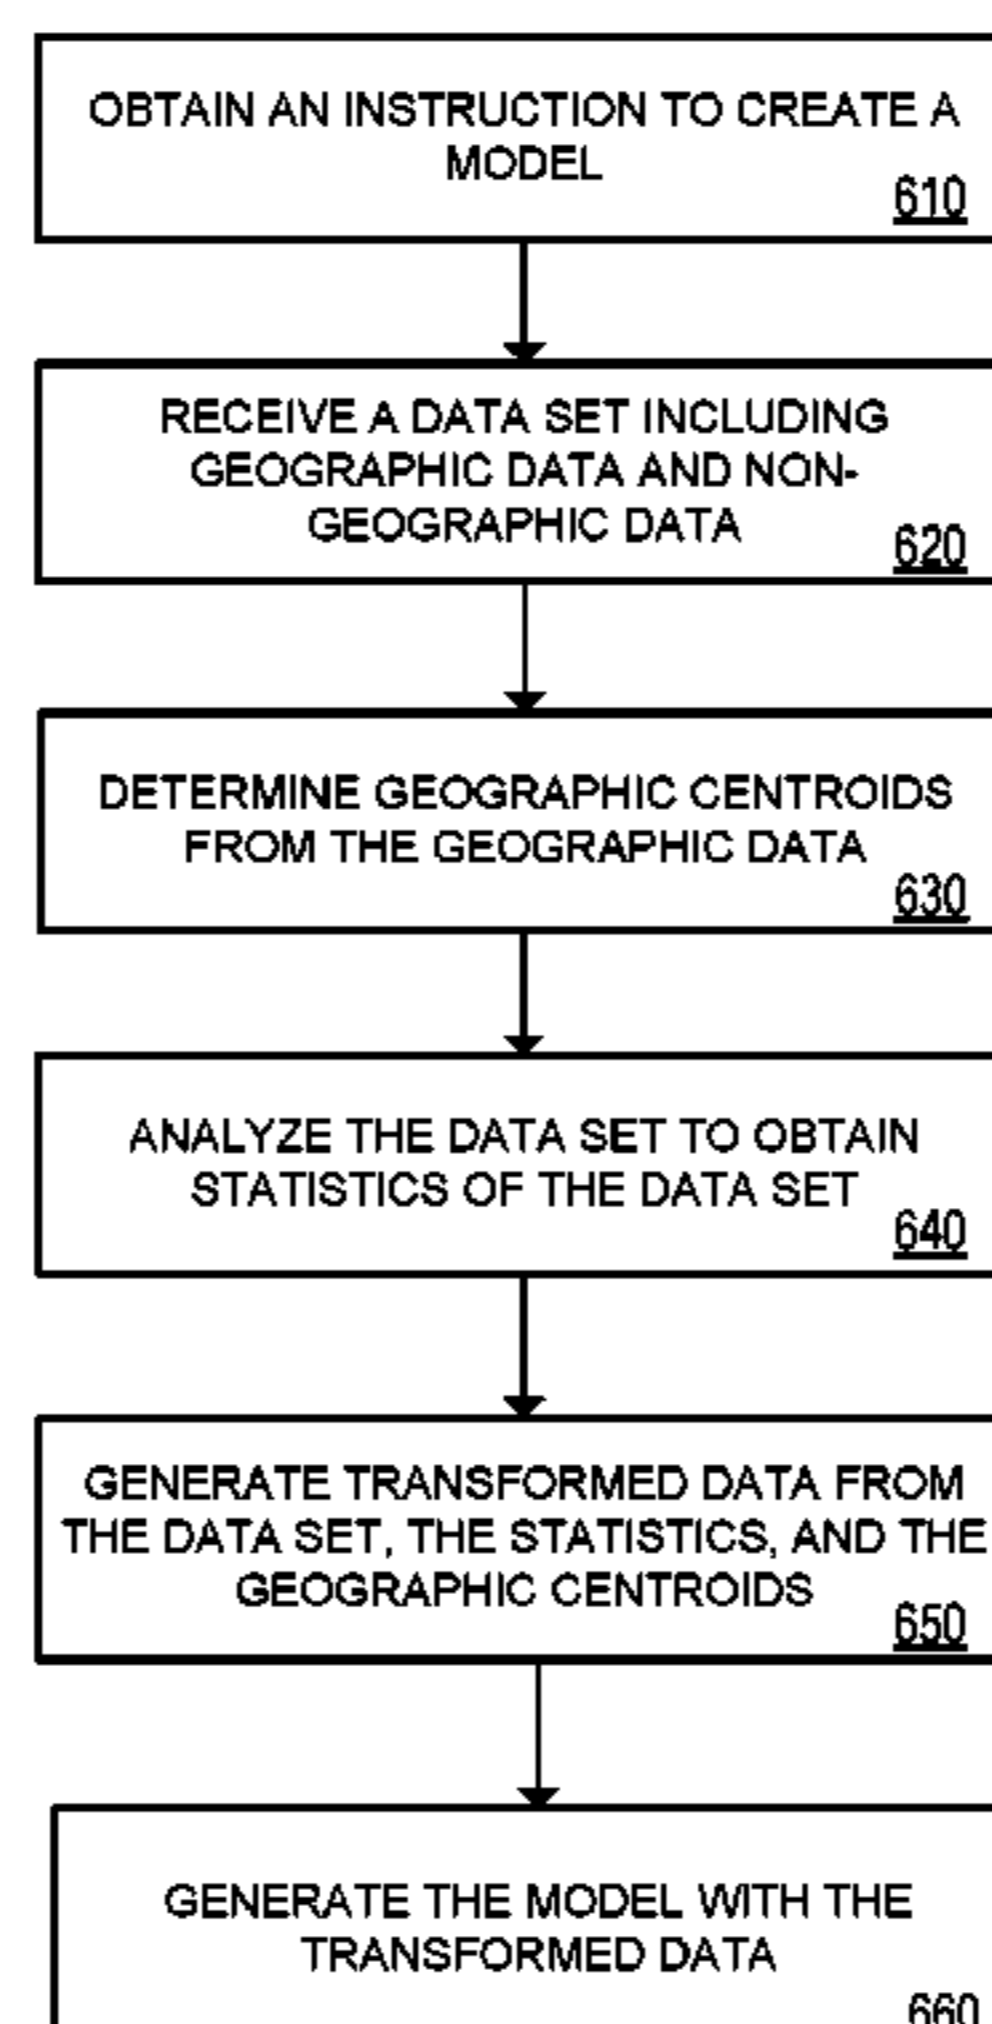 OBTAIN AN INSTRUCTION TO CREATE A
MODEL
610
RECEIVE A DATA SET INCLUDING
GEOGRAPHIC DATA AND NON-
GEOGRAPHIC DATA
620
DETERMINE GEOGRAPHIC CENTROIDS
FROM THE GEOGRAPHIC DATA
630
ANALYZE THE DATA SET TO OBTAIN
STATISTICS OF THE DATA SET
640
GENERATE TRANSFORMED DATA FROM
THE DATA SET, THE STATISTICS, AND THE
GEOGRAPHIC CENTROIDS
650
GENERATE THE MODEL WITH THE
TRANSFORMED DATA
660